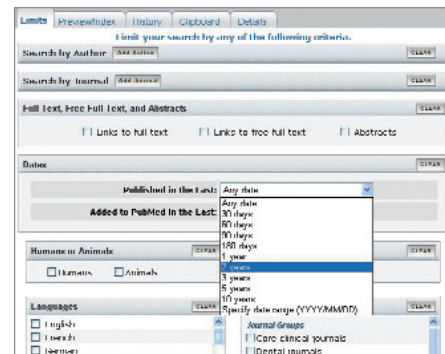 Limits Preview/Index History Clipboard Details
Limit your search by any of the following criteria.
Search by Author Add Author CLEAR
Search by Journal Add Journal CLEAR
Full Text, Free Full Text, and Abstracts CLEAR
Links to full text Links to free full text Abstracts
Dates CLEAR
Published in the Last: Any date
Added to PubMed in the Last:
Any date
30 days
60 days
90 days
180 days
1 year
2 years
3 years
5 years
10 years
Specify date range (YYYY/MM/DD)
Humans or Animals CLEAR
CLEAR
Humans Animals
Languages CLEAR
CLEAR
English
French
German
Journal Groups
Core clinical journals
Dental journals